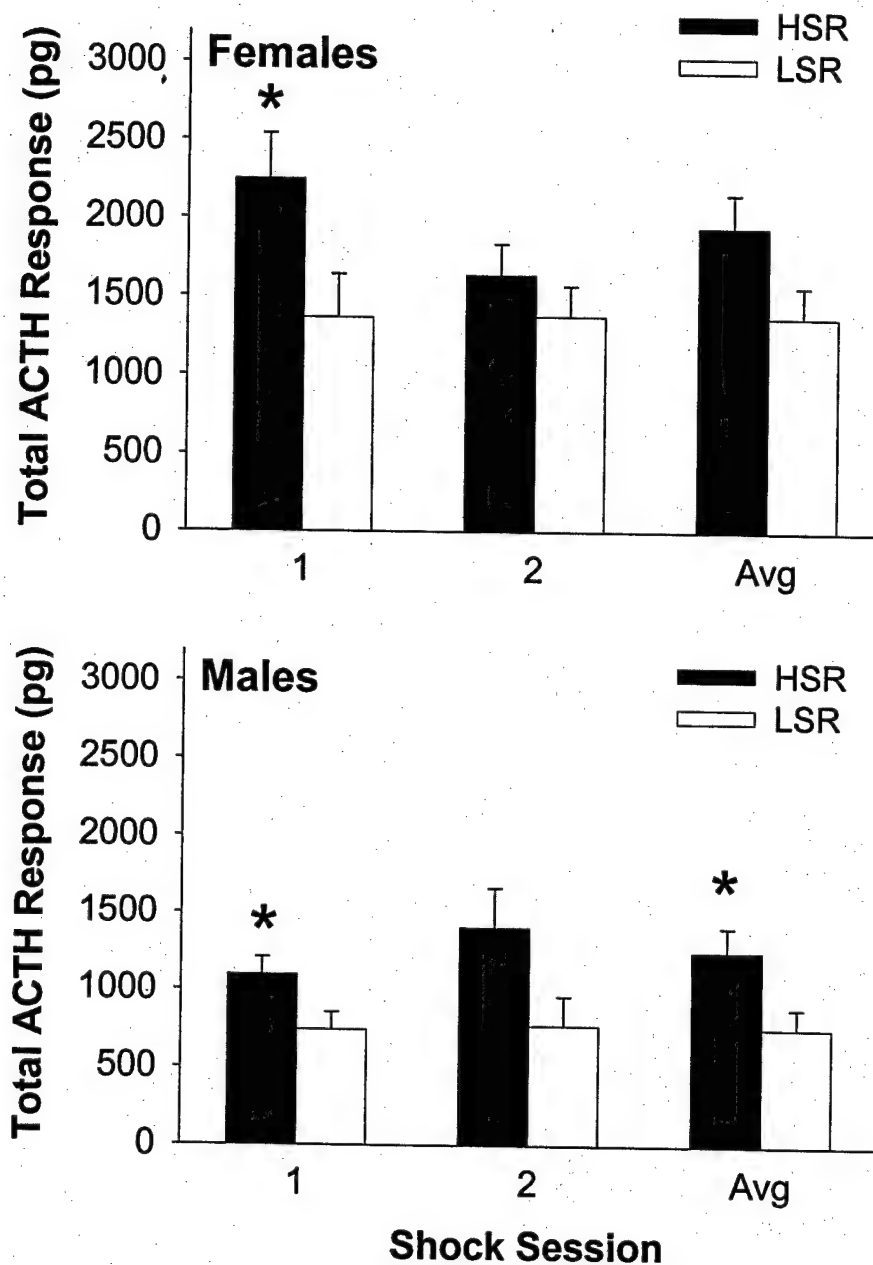 Females
HSR
LSR
Total ACTH Response (pg)
3000
2500
2000
1500
1000
500
0
*
1
2
Avg
Males
HSR
LSR
Total ACTH Response (pg)
3000
2500
2000
1500
1000
500
0
*
*
1
2
Avg
Shock Session